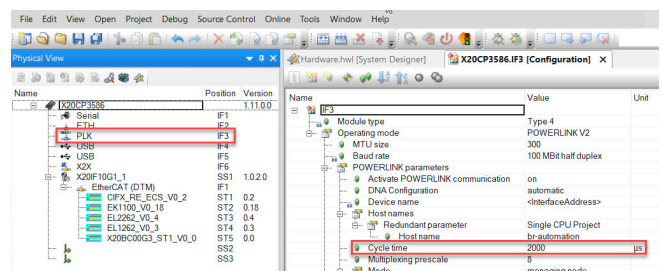 File Edit View Open Project Debug Source Control Online Tools Window Help
Physical View
Name Position Version
X20CP3586 1.11.0.0
Serial IF1
ETH IF2
PLK IF3
USB IF4
USB IF5
X2X IF6
X20IF10G1_1 SS1 1.0.2.0
EtherCAT (DTM) IF1
CIFX_RE_ECS_V0_2 ST1 0.2
EK1100_V0_18 ST2 0.18
EL2262_V0_4 ST3 0.4
EL1262_V0_3 ST4 0.3
X20BC00G3_ST1_V0_0 ST5 0.0
SS2
SS3
Hardware.hwl [System Designer] X20CP3586.IF3 [Configuration] X
Name Value Unit
IF3
Module type Type 4
Operating mode POWERLINK V2
MTU size 300
Baud rate 100 MBit half duplex
POWERLINK parameters
Activate POWERLINK communication on
DNA Configuration automatic
Device name <InterfaceAddress>
Host names
Redundant parameter Single CPU Project
Host name br-automation
Cycle time 2000 µs
Multiplexing prescale 8
Mode managing node